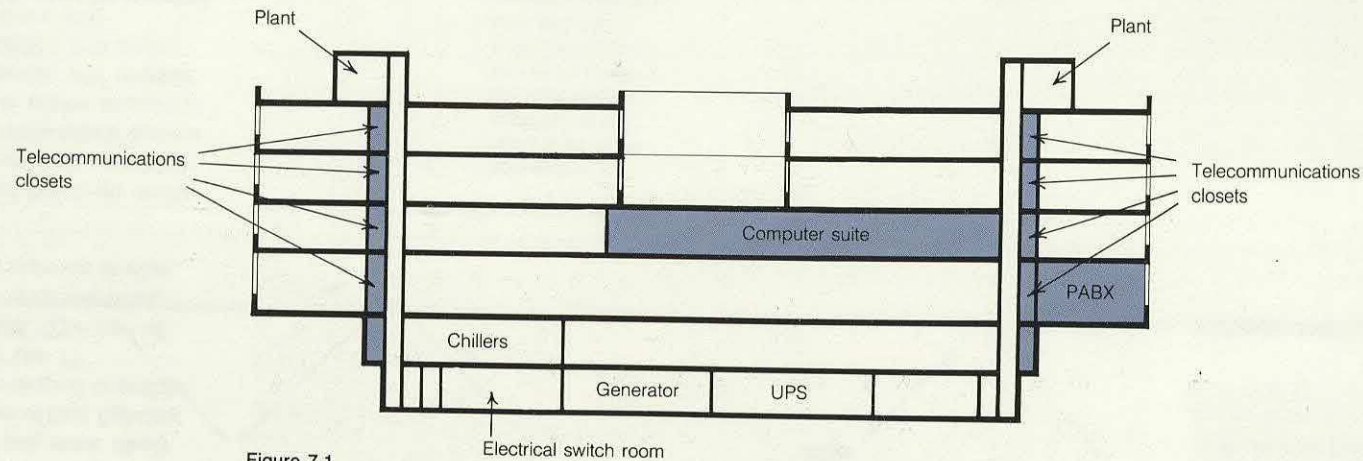 Plant
Plant
Telecommunications
closets
Telecommunications
closets
Computer suite
PABX
Chillers
Generator
UPS
Electrical switch room
Figure 7.1